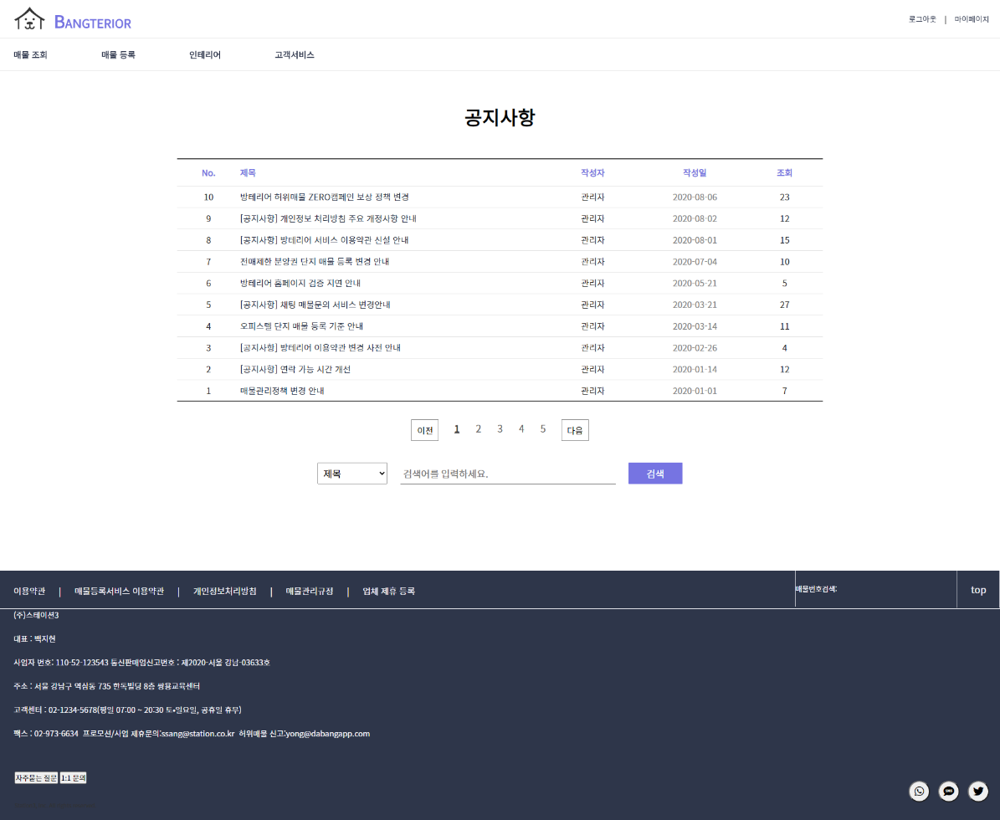 BANGTERIOR
로그아웃 | 마이페이지
매물 조회 매물 등록 인테리어 고객서비스
공지사항
No. 제목 작성자 작성일 조회
10 방테리어 허위매물 ZERO캠페인 보상 정책 변경 관리자 2020-08-06 23
9 [공지사항] 개인정보 처리방침 주요 개정사항 안내 관리자 2020-08-02 12
8 [공지사항] 방테리어 서비스 이용약관 신설 안내 관리자 2020-08-01 15
7 전매제한 분양권 단지 매물 등록 변경 안내 관리자 2020-07-04 10
6 방테리어 홈페이지 검증 지연 안내 관리자 2020-05-21 5
5 [공지사항] 채팅 매물문의 서비스 변경안내 관리자 2020-03-21 27
4 오피스텔 단지 매물 등록 기준 안내 관리자 2020-03-14 11
3 [공지사항] 방테리어 이용약관 변경 사전 안내 관리자 2020-02-26 4
2 [공지사항] 연락 가능 시간 개선 관리자 2020-01-14 12
1 매물관리정책 변경 안내 관리자 2020-01-01 7
이전 1 2 3 4 5 다음
제목 검색어를 입력하세요. 검색
이용약관 | 매물등록서비스 이용약관 | 개인정보처리방침 | 매물관리규정 | 업체 제휴 등록 매물번호검색: top
(주)스테이션3
대표 : 백지현
사업자 번호: 110-52-123543 통신판매업신고번호 : 제2020-서울 강남-03633호
주소 : 서울 강남구 역삼동 735 한독빌딩 8층 쌍용교육센터
고객센터 : 02-1234-5678(평일 07:00 ~ 20:30 토•일요일, 공휴일 휴무)
팩스 : 02-973-6634 프로모션/사업 제휴문의:ssang@station.co.kr 허위매물 신고:yong@dabangapp.com
자주묻는 질문 1:1 문의
SMS